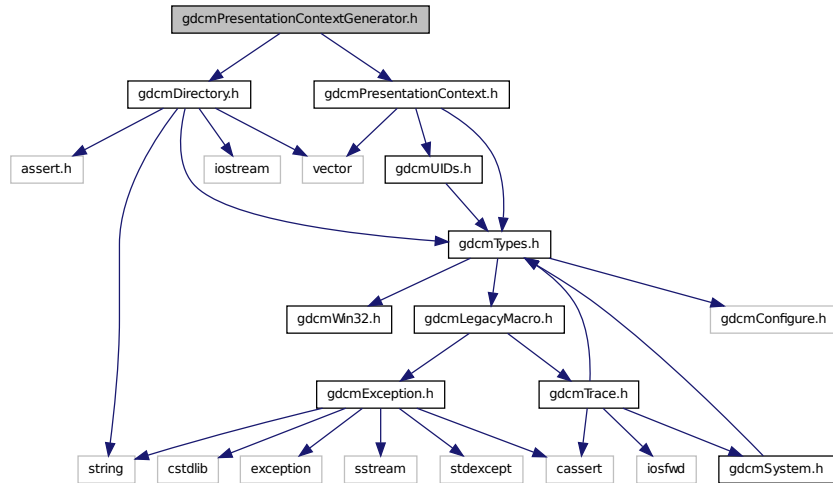 gdcmPresentationContextGenerator.h
gdcmDirectory.h
gdcmPresentationContext.h
assert.h
iostream
vector
gdcmUIDs.h
gdcmTypes.h
gdcmWin32.h
gdcmLegacyMacro.h
gdcmConfigure.h
gdcmException.h
gdcmTrace.h
string
cstdlib
exception
sstream
stdexcept
cassert
iosfwd
gdcmSystem.h